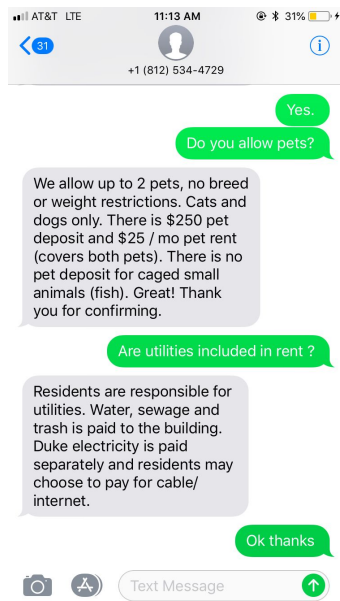 AT&T LTE 11:13 AM 31%
31
+1 (812) 534-4729
Yes.
Do you allow pets?
We allow up to 2 pets, no breed
or weight restrictions. Cats and
dogs only. There is $250 pet
deposit and $25 / mo pet rent
(covers both pets). There is no
pet deposit for caged small
animals (fish). Great! Thank
you for confirming.
Are utilities included in rent ?
Residents are responsible for
utilities. Water, sewage and
trash is paid to the building.
Duke electricity is paid
separately and residents may
choose to pay for cable/
internet.
Ok thanks
Text Message